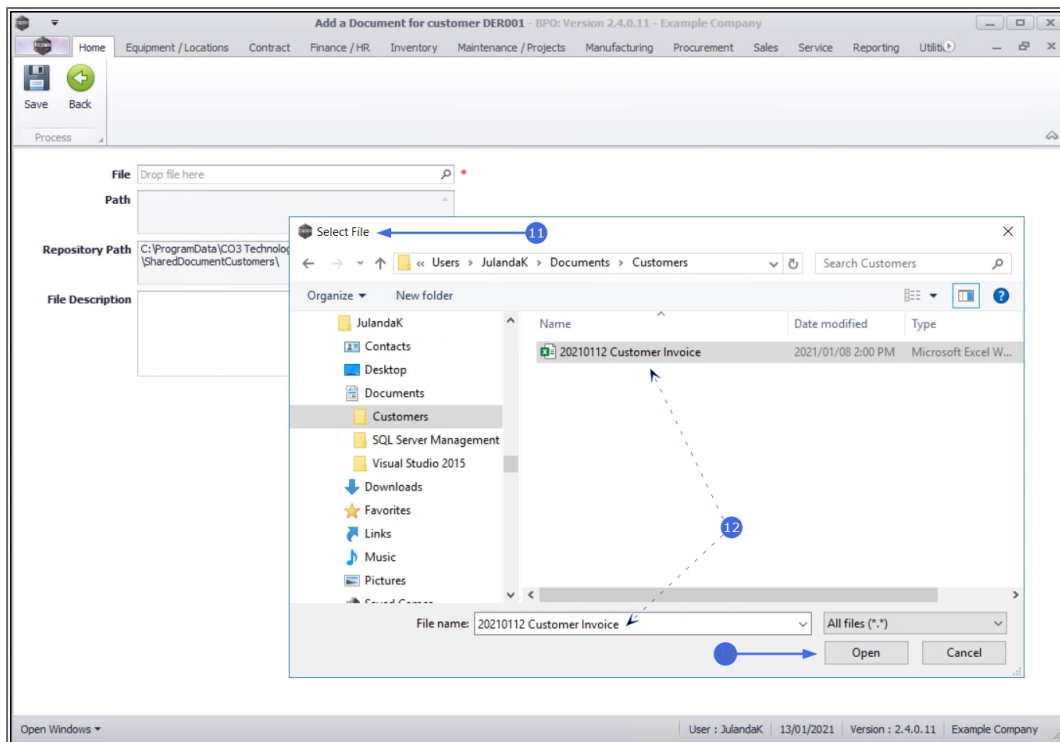 Add a Document for customer DER001 - BPO: Version 2.4.0.11 - Example Company
Home Equipment / Locations Contract Finance / HR Inventory Maintenance / Projects Manufacturing Procurement Sales Service Reporting
Save Back
Process
File Drop file here *
Path
Repository Path C:\ProgramData\CO3
\SharedDocumentCustomers\
File Description
Select File 11
« Users > JulandaK > Documents > Customers Search Customers
Organize New folder
JulandaK
Contacts
Desktop
Documents
Customers
SQL Server Management
Visual Studio 2015
Downloads
Favorites
Links
Music
Pictures
Name Date modified Type
20210112 Customer Invoice 2021/01/08 2:00 PM Microsoft Excel W...
12
File name: 20210112 Customer Invoice All files (*.*)
Open Cancel
Open Windows User : JulandaK 13/01/2021 Version : 2.4.0.11 Example Company